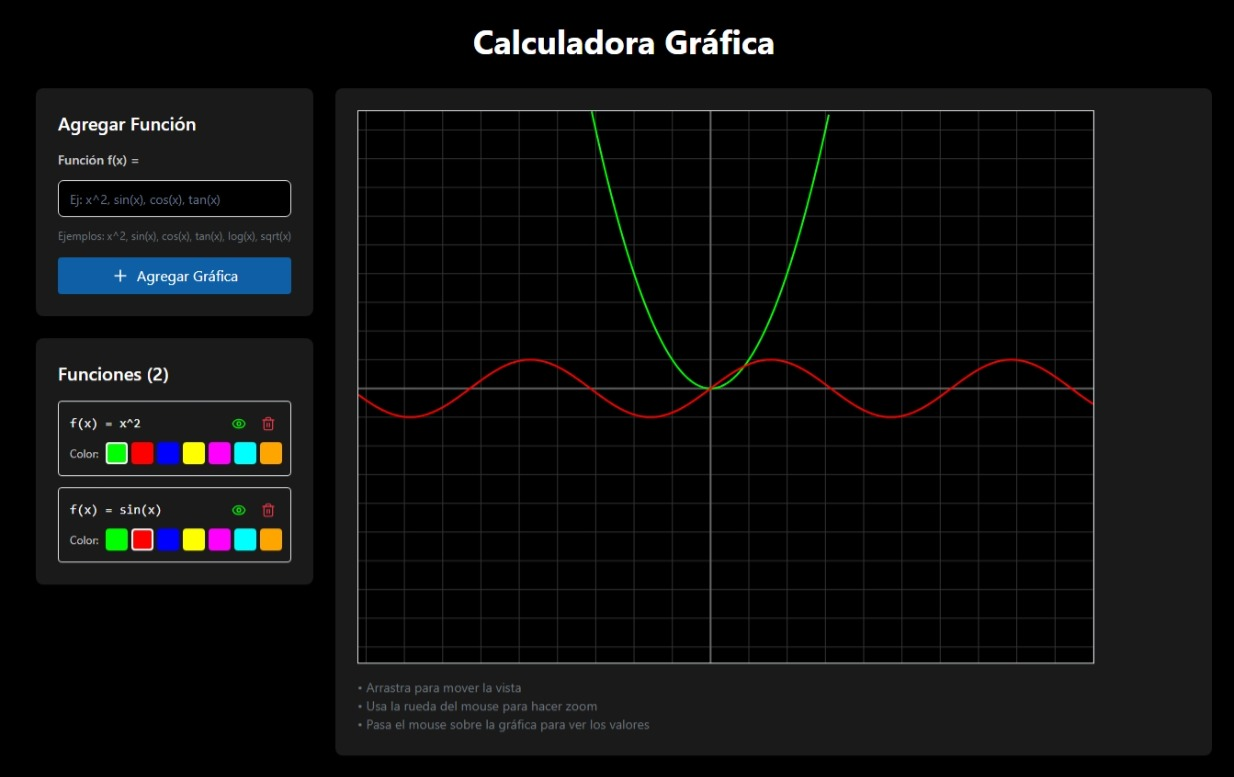 Calculadora Gráfica
Agregar Función
Función f(x) =
Ej: x^2, sin(x), cos(x), tan(x)
Ejemplos: x^2, sin(x), cos(x), tan(x), log(x), sqrt(x)
+ Agregar Gráfica
Funciones (2)
f(x) = x^2
Color:
f(x) = sin(x)
Color:
• Arrastra para mover la vista
• Usa la rueda del mouse para hacer zoom
• Pasa el mouse sobre la gráfica para ver los valores